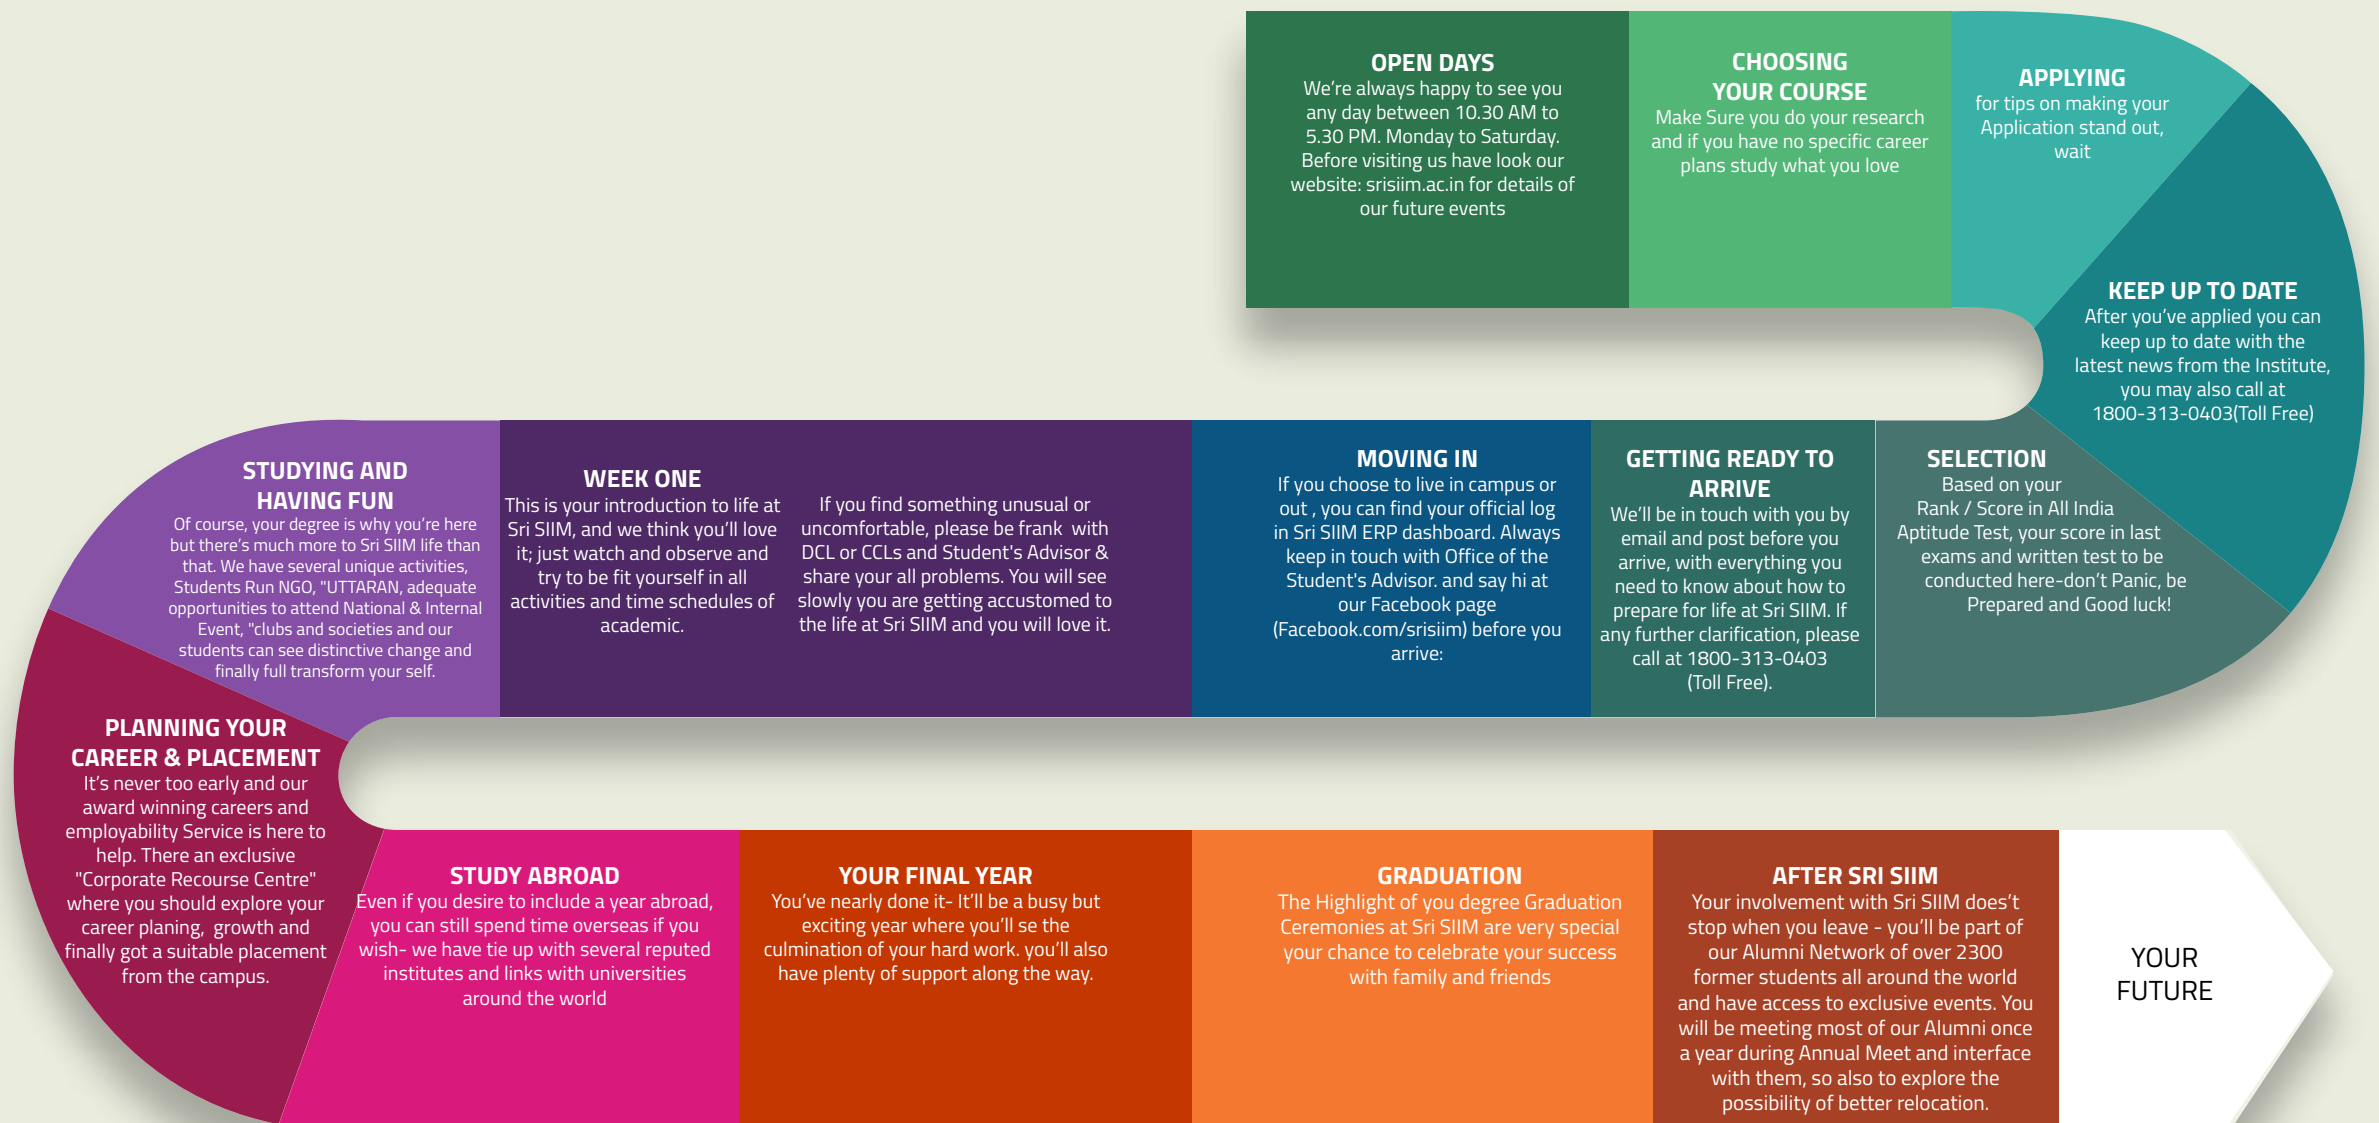 OPEN DAYS
We're always happy to see you
any day between 10.30 AM to
5.30 PM. Monday to Saturday.
Before visiting us have look our
website: srisiim.ac.in for details of
our future events
CHOOSING
YOUR COURSE
Make Sure you do your research
and if you have no specific career
plans study what you love
APPLYING
for tips on making your
Application stand out,
wait
KEEP UP TO DATE
After you've applied you can
keep up to date with the
latest news from the Institute,
you may also call at
1800-313-0403(Toll Free)
SELECTION
Based on your
Rank / Score in All India
Aptitude Test, your score in last
exams and written test to be
conducted here-don't Panic, be
Prepared and Good luck!
GETTING READY TO
ARRIVE
We'll be in touch with you by
email and post before you
arrive, with everything you
need to know about how to
prepare for life at Sri SIIM. If
any further clarification, please
call at 1800-313-0403
(Toll Free).
MOVING IN
If you choose to live in campus or
out , you can find your official log
in Sri SIIM ERP dashboard. Always
keep in touch with Office of the
Student's Advisor. and say hi at
our Facebook page
(Facebook.com/srisiim) before you
arrive:
WEEK ONE
This is your introduction to life at
Sri SIIM, and we think you'll love
it; just watch and observe and
try to be fit yourself in all
activities and time schedules of
academic.
If you find something unusual or
uncomfortable, please be frank  with
DCL or CCLs and Student's Advisor &
share your all problems. You will see
slowly you are getting accustomed to
the life at Sri SIIM and you will love it.
STUDYING AND
HAVING FUN
Of course, your degree is why you're here
but there's much more to Sri SIIM life than
that. We have several unique activities,
Students Run NGO, "UTTARAN, adequate
opportunities to attend National & Internal
Event, "clubs and societies and our
students can see distinctive change and
finally full transform your self.
PLANNING YOUR
CAREER & PLACEMENT
It's never too early and our
award winning careers and
employability Service is here to
help. There an exclusive
"Corporate Recourse Centre"
where you should explore your
career planing,  growth and
finally got a suitable placement
from the campus.
STUDY ABROAD
Even if you desire to include a year abroad,
you can still spend time overseas if you
wish- we have tie up with several reputed
institutes and links with universities
around the world
YOUR FINAL YEAR
You've nearly done it- It'll be a busy but
exciting year where you'll se the
culmination of your hard work. you'll also
have plenty of support along the way.
GRADUATION
The Highlight of you degree Graduation
Ceremonies at Sri SIIM are very special
your chance to celebrate your success
with family and friends
AFTER SRI SIIM
Your involvement with Sri SIIM does't
stop when you leave - you'll be part of
our Alumni Network of over 2300
former students all around the world
and have access to exclusive events. You
will be meeting most of our Alumni once
a year during Annual Meet and interface
with them, so also to explore the
possibility of better relocation.
YOUR
FUTURE